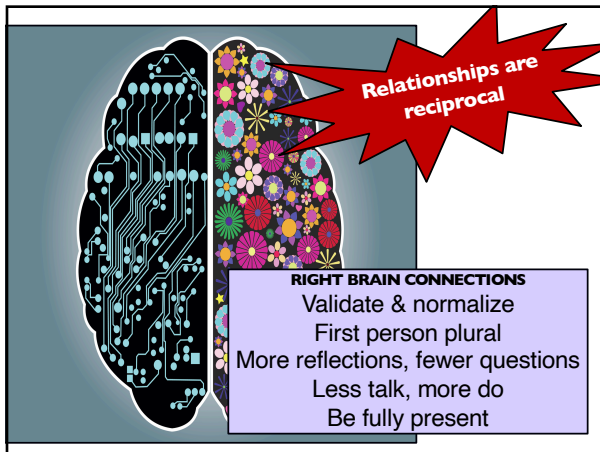 Relationships are
reciprocal
RIGHT BRAIN CONNECTIONS
Validate & normalize
First person plural
More reflections, fewer questions
Less talk, more do
Be fully present